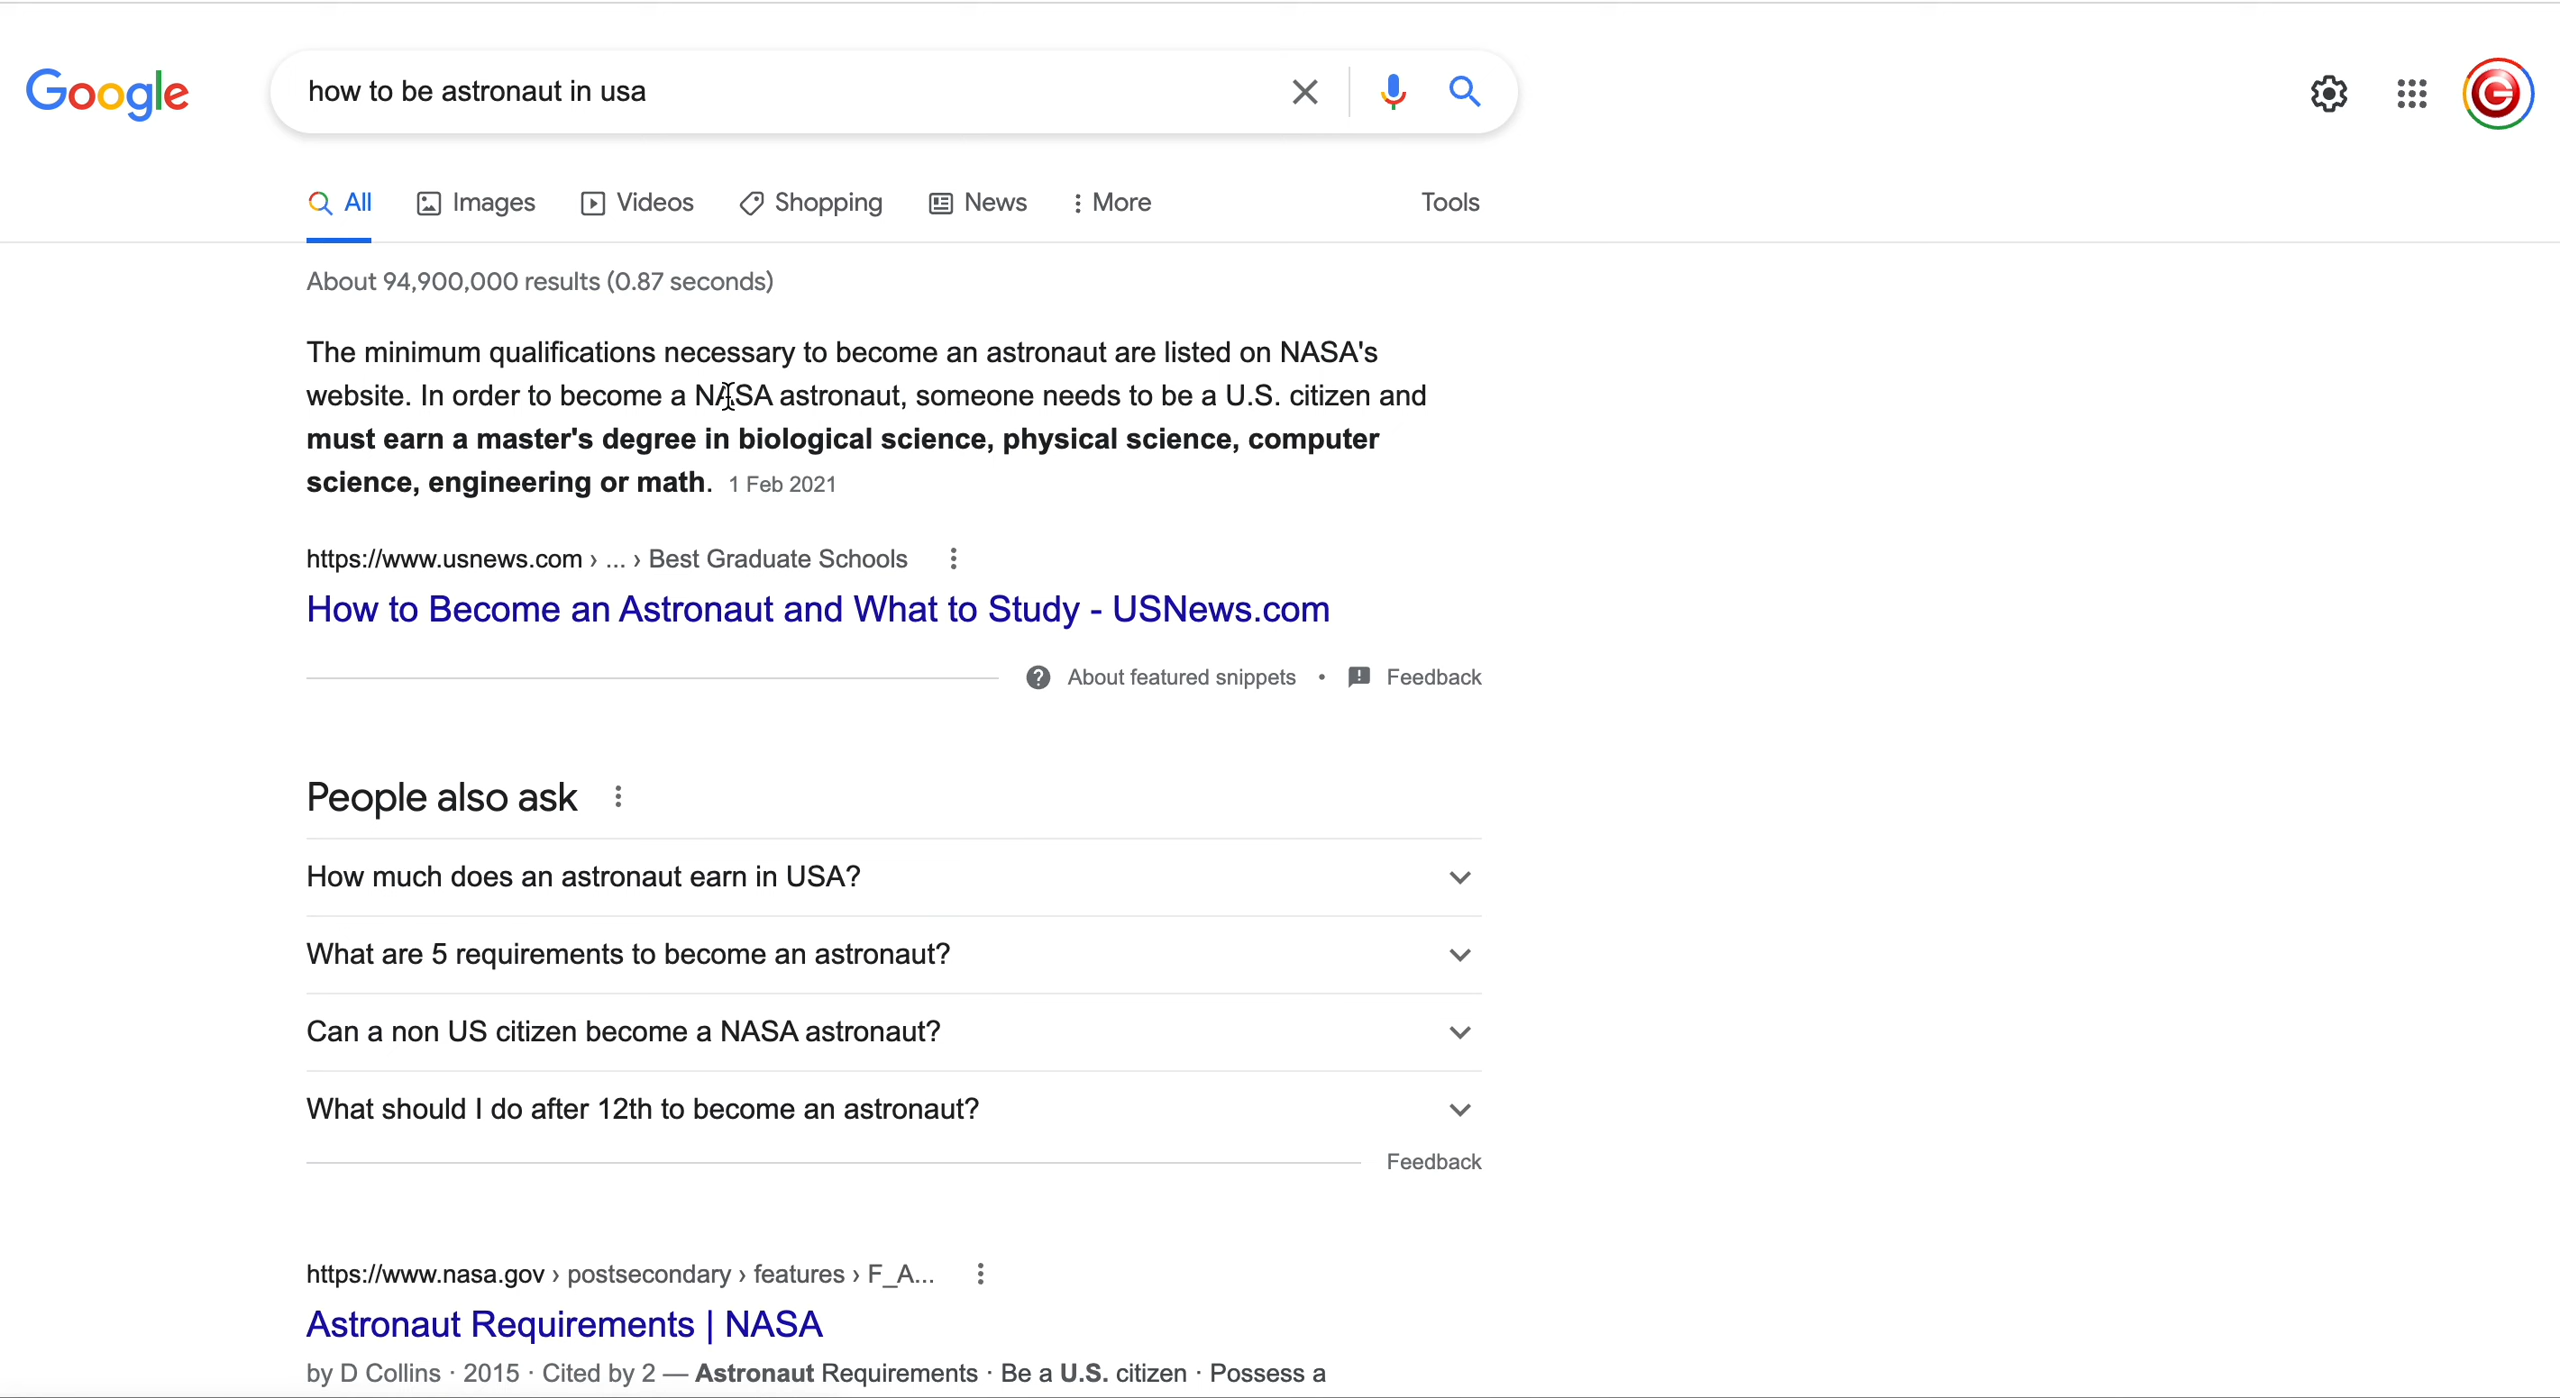 Google
how to be astronaut in usa
All Images Videos Shopping News More Tools
About 94,900,000 results (0.87 seconds)
The minimum qualifications necessary to become an astronaut are listed on NASA's
website. In order to become a NASA astronaut, someone needs to be a U.S. citizen and
must earn a master's degree in biological science, physical science, computer
science, engineering or math. 1 Feb 2021
https://www.usnews.com › ... › Best Graduate Schools
How to Become an Astronaut and What to Study - USNews.com
About featured snippets • Feedback
People also ask
How much does an astronaut earn in USA?
What are 5 requirements to become an astronaut?
Can a non US citizen become a NASA astronaut?
What should I do after 12th to become an astronaut?
Feedback
https://www.nasa.gov › postsecondary › features › F_A...
Astronaut Requirements | NASA
by D Collins · 2015 · Cited by 2 — Astronaut Requirements · Be a U.S. citizen · Possess a